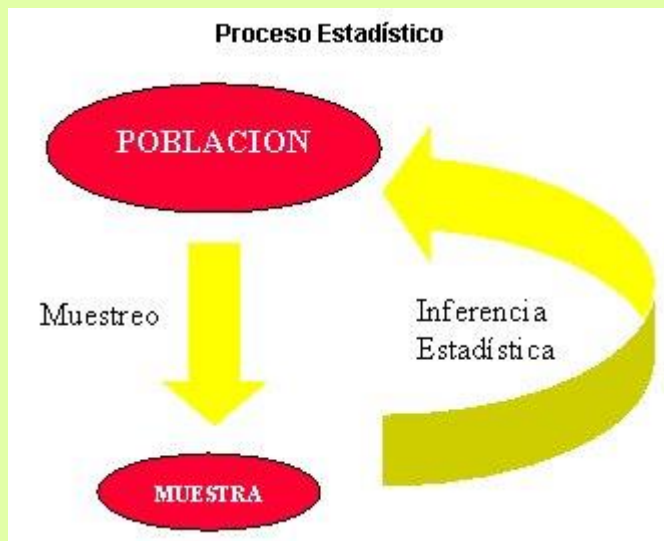 Proceso Estadístico
POBLACION
Muestreo
Inferencia
Estadística
MUESTRA